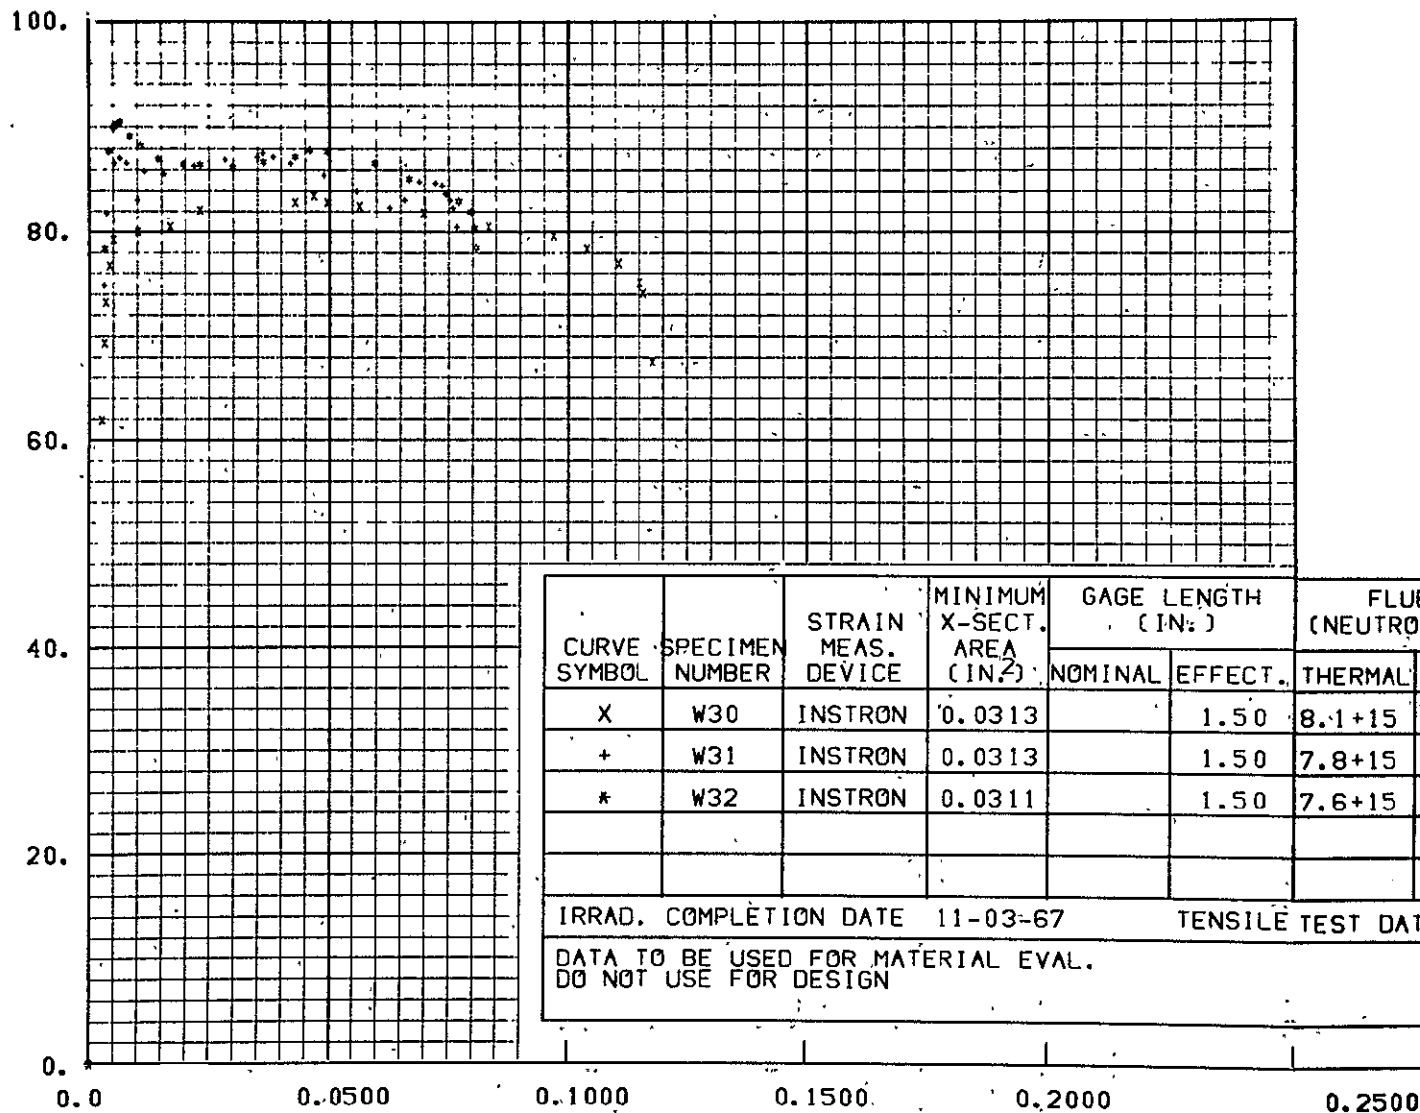 100.
80.
60.
40.
20.
0.
0.0 0.0500 0.1000 0.1500 0.2000 0.2500
CURVE SYMBOL SPECIMEN NUMBER STRAIN MEAS. DEVICE MINIMUM X-SECT. AREA (IN.2) GAGE LENGTH (IN.) FLU (NEUTRO
NOMINAL EFFECT. THERMAL
X W30 INSTRON 0.0313 1.50 8.1+15
+ W31 INSTRON 0.0313 1.50 7.8+15
* W32 INSTRON 0.0311 1.50 7.6+15
IRRAD. COMPLETION DATE 11-03-67 TENSILE TEST DAT
DATA TO BE USED FOR MATERIAL EVAL.
DO NOT USE FOR DESIGN